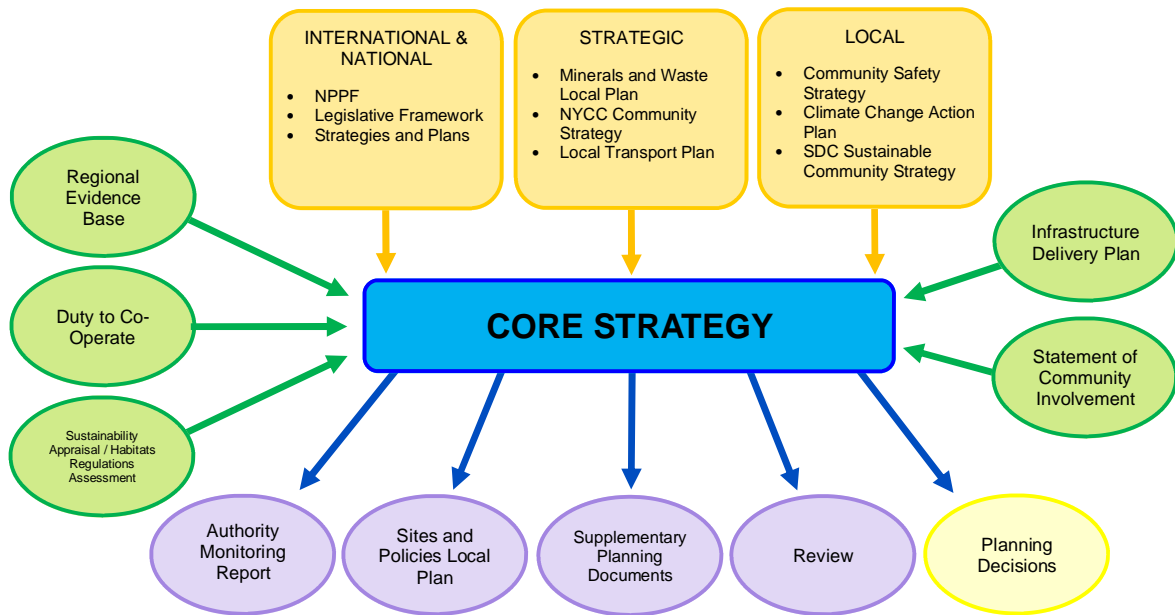 INTERNATIONAL &
NATIONAL
• NPPF
• Legislative Framework
• Strategies and Plans
STRATEGIC
• Minerals and Waste
Local Plan
• NYCC Community
Strategy
• Local Transport Plan
LOCAL
• Community Safety
Strategy
• Climate Change Action
Plan
• SDC Sustainable
Community Strategy
Regional
Evidence
Base
Duty to Co-
Operate
Sustainability
Appraisal / Habitats
Regulations
Assessment
CORE STRATEGY
Infrastructure
Delivery Plan
Statement of
Community
Involvement
Authority
Monitoring
Report
Sites and
Policies Local
Plan
Supplementary
Planning
Documents
Review
Planning
Decisions